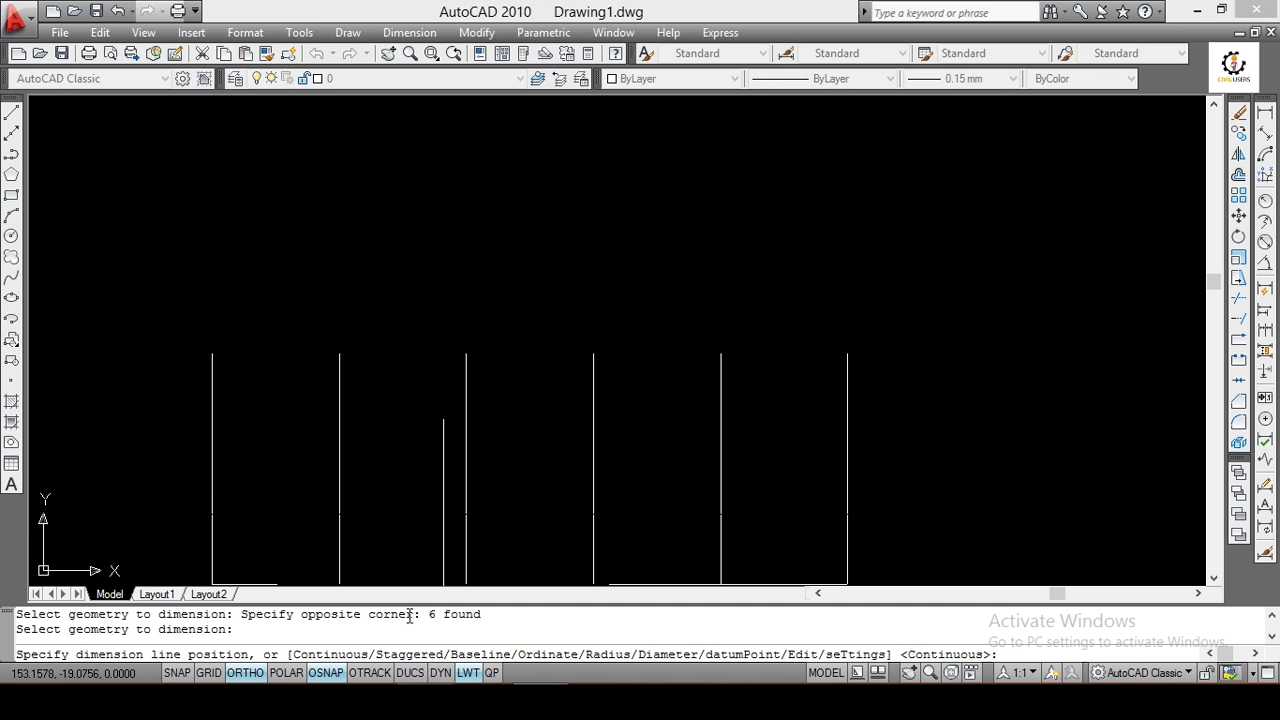 AutoCAD 2010 Drawing1.dwg
Type a keyword or phrase
File Edit View Insert Format Tools Draw Dimension Modify Parametric Window Help Express
Standard Standard Standard Standard
AutoCAD Classic 0 ByLayer ByLayer 0.15 mm ByColor
CIVIL USERS
Y
X
Model Layout1 Layout2
Select geometry to dimension: Specify opposite corner: 6 found
Select geometry to dimension:
Activate Windows
Go to PC settings to activate Windows.
Specify dimension line position, or [Continuous/Staggered/Baseline/Ordinate/Radius/Diameter/datumPoint/Edit/seTtings] <Continuous>:
153.1578, -19.0756, 0.0000 SNAP GRID ORTHO POLAR OSNAP OTRACK DUCS DYN LWT QP MODEL 1:1 AutoCAD Classic